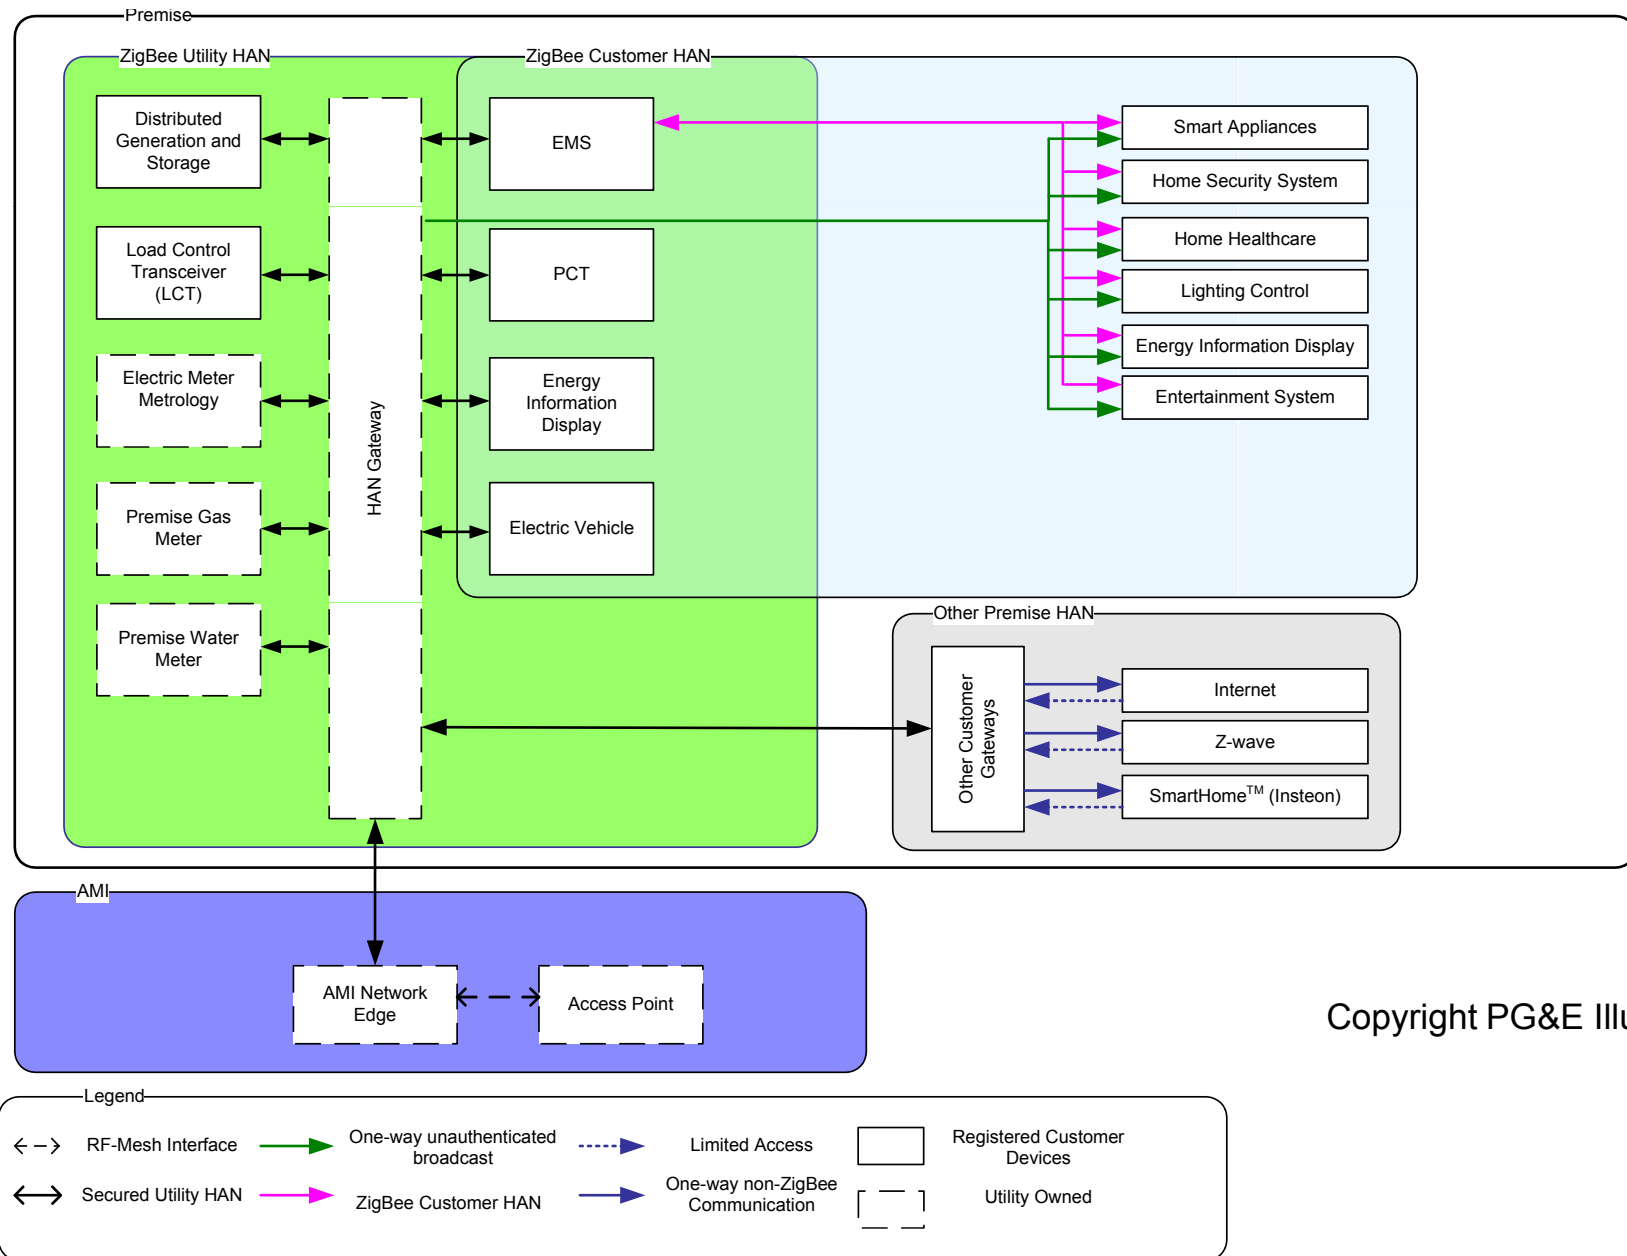 Premise
ZigBee Utility HAN
ZigBee Customer HAN
Distributed
Generation and
Storage
EMS
Smart Appliances
Home Security System
Load Control
Transceiver
(LCT)
PCT
Home Healthcare
Lighting Control
Energy Information Display
Entertainment System
Electric Meter
Metrology
HAN Gateway
Energy
Information
Display
Premise Gas
Meter
Electric Vehicle
Premise Water
Meter
Other Premise HAN
Other Customer
Gateways
Internet
Z-wave
SmartHome™ (Insteon)
AMI
AMI Network
Edge
Access Point
Copyright PG&E Illu
Legend
RF-Mesh Interface
One-way unauthenticated
broadcast
Limited Access
Registered Customer
Devices
Secured Utility HAN
ZigBee Customer HAN
One-way non-ZigBee
Communication
Utility Owned